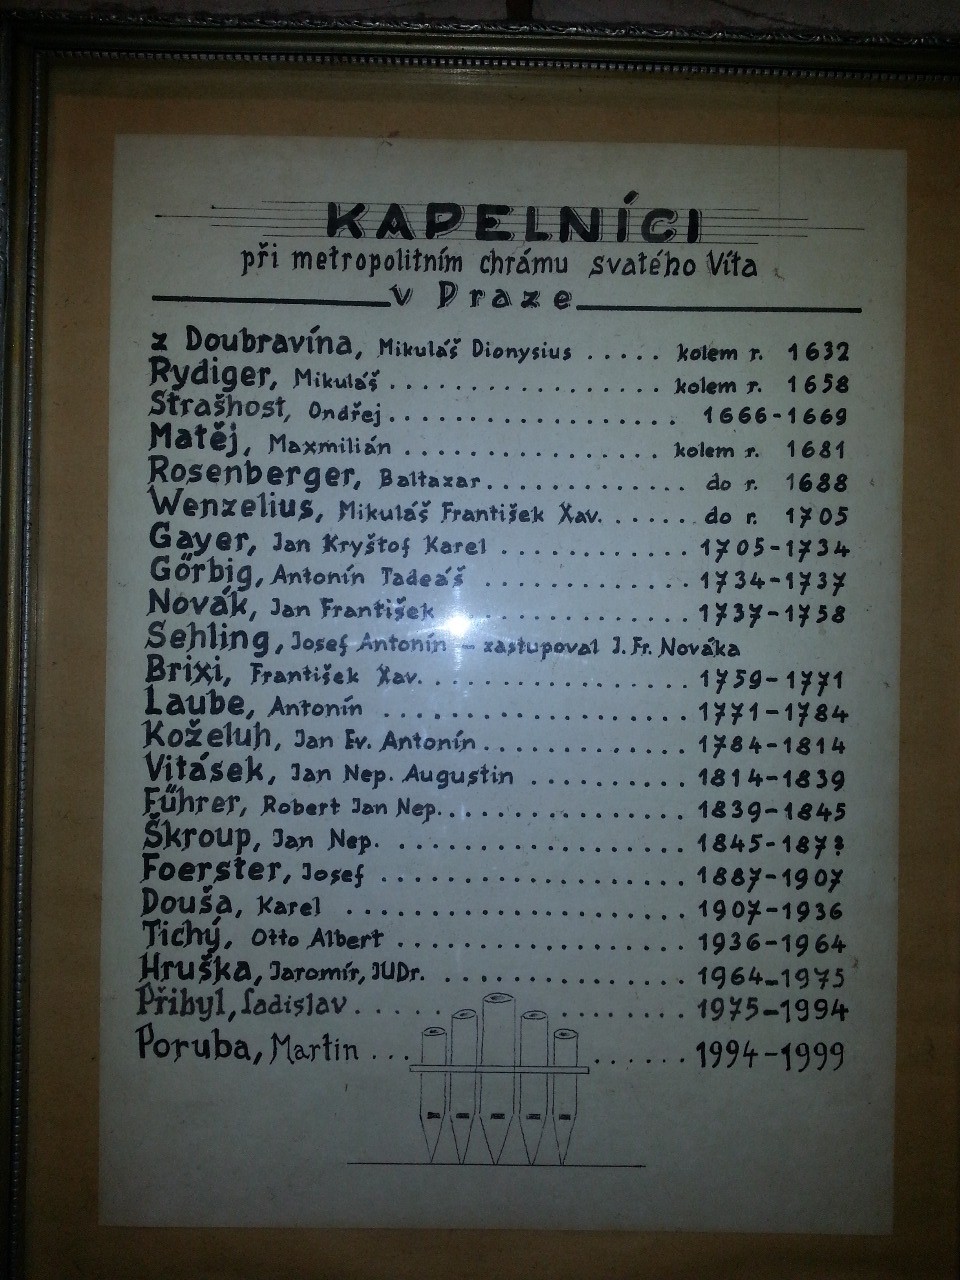 KAPELNÍCI
při metropolitním chrámu svatého Víta
v Praze
z Doubravína, Mikuláš Dionysius ..... kolem r. 1632
Rydiger, Mikuláš .................. kolem r. 1658
Strašhost, Ondřej.................. 1666-1669
Matěj, Maxmilián ................ kolem r. 1681
Rosenberger, Baltazar.............. do r. 1688
Wenzelius, Mikuláš František Xav....... do r. 1705
Gayer, Jan Kryštof Karel ............ 1705-1734
Görbig, Antonín Tadeáš ............. 1734-1737
Novák, Jan František .............. 1737-1758
Sehling, Josef Antonín - zastupoval J. Fr. Nováka
Brixi, František Xav. ................ 1759-1771
Laube, Antonín .................. 1771-1784
Koželuh, Jan Ev. Antonín............. 1784-1814
Vitásek, Jan Nep. Augustin .......... 1814-1839
Führer, Robert Jan Nep............... 1839-1845
Škroup, Jan Nep. .................. 1845-187?
Foerster, Josef ................... 1887-1907
Douša, Karel ..................... 1907-1936
Tichý, Otto Albert ................. 1936-1964
Hruška, Jaromír, JUDr. .............. 1964-1975
Přibyl, Ladislav ............ 1975-1994
Poruba, Martin ... ....... 1994-1999